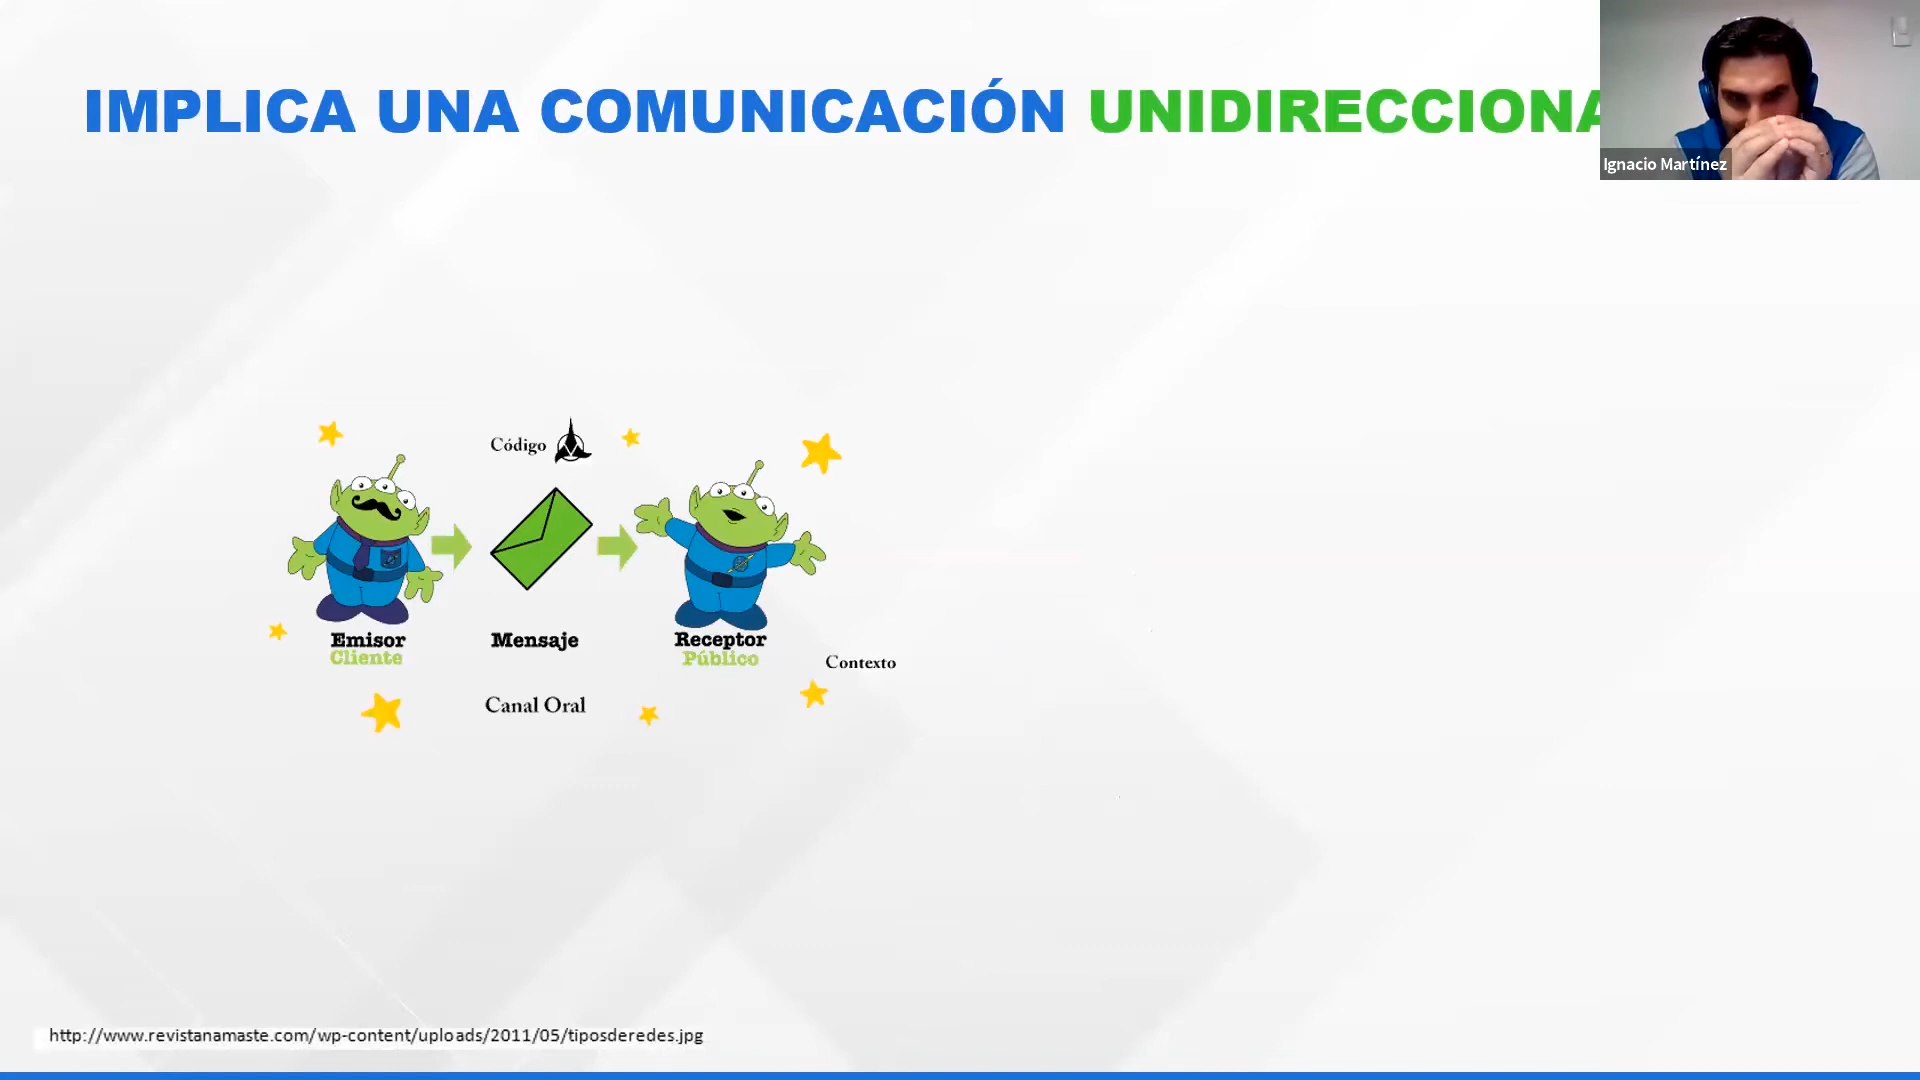 IMPLICA UNA COMUNICACIÓN UNIDIRECCIONA
Ignacio Martínez
Código
Emisor
Cliente
Mensaje
Receptor
Público
Contexto
Canal Oral
http://www.revistanamaste.com/wp-content/uploads/2011/05/tiposderedes.jpg